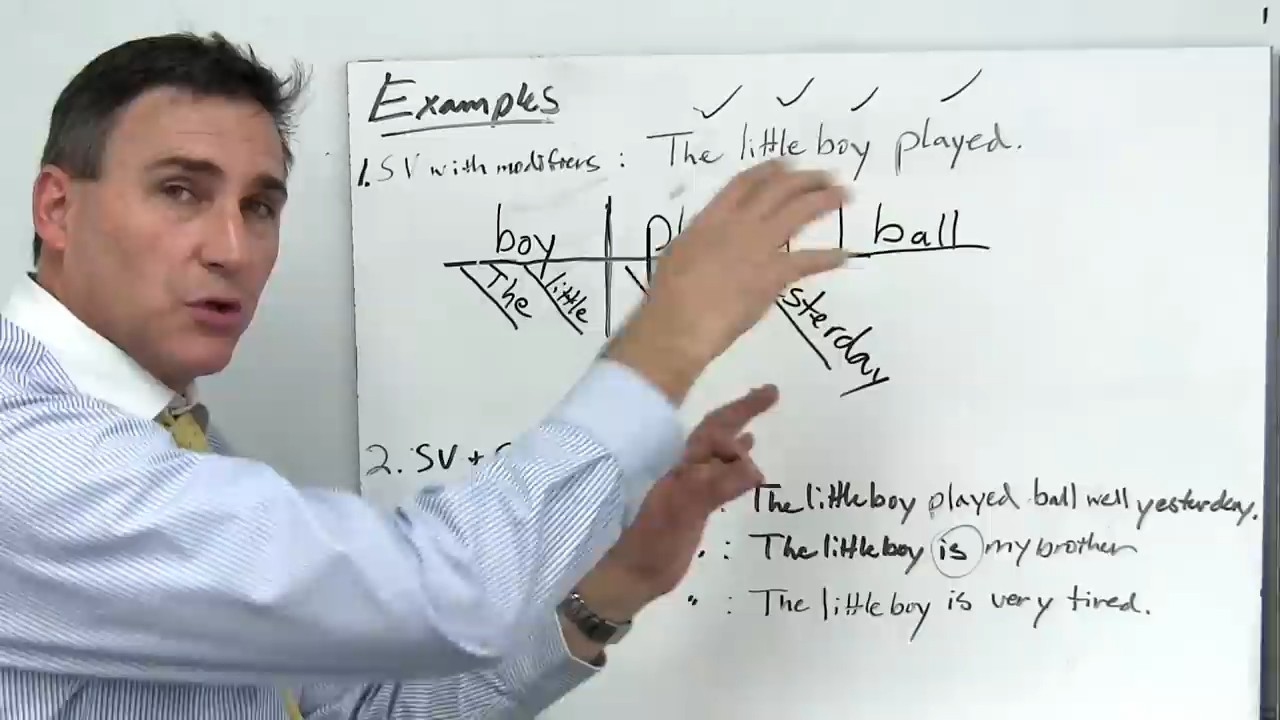 Examples
1. SV with modifiers : The little boy played.
boy ball
The little sterday
2. SV +
: The little boy played ball well yesterday.
: The little boy is my brother
" : The little boy is very tired.